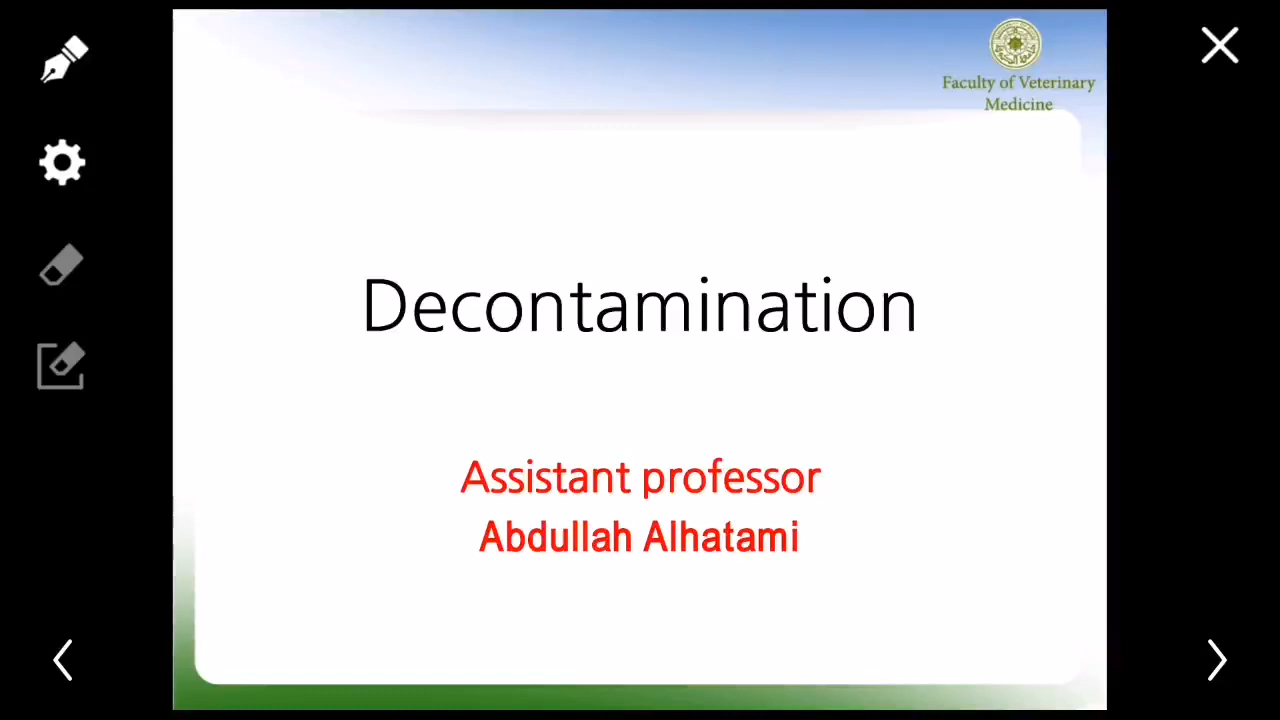 Faculty of Veterinary
Medicine
Decontamination
Assistant professor
Abdullah Alhatami